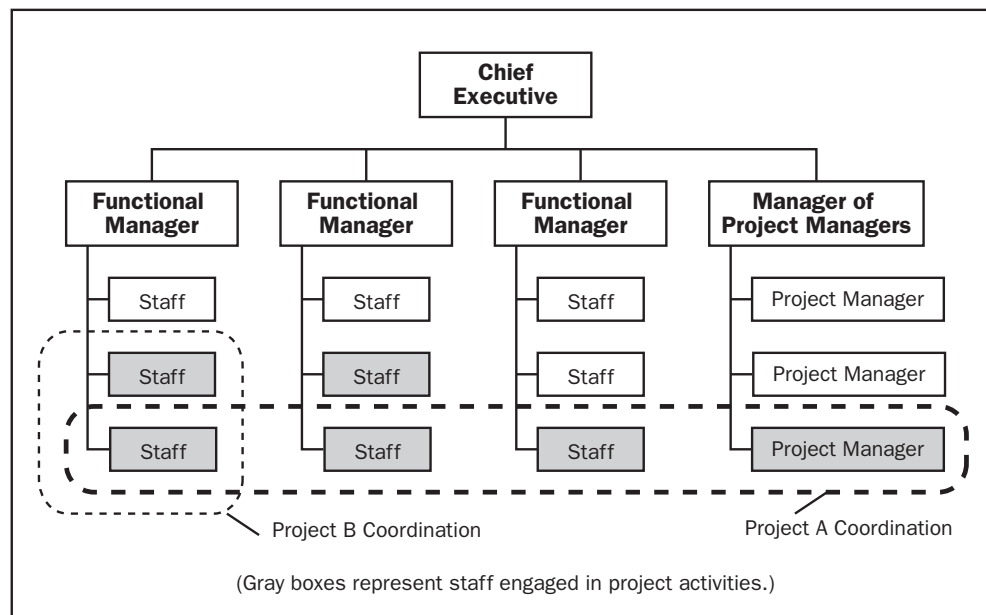 Chief
Executive
Functional
Manager
Functional
Manager
Functional
Manager
Manager of
Project Managers
Staff
Staff
Staff
Project Manager
Staff
Staff
Staff
Project Manager
Staff
Staff
Staff
Project Manager
Project B Coordination
Project A Coordination
(Gray boxes represent staff engaged in project activities.)